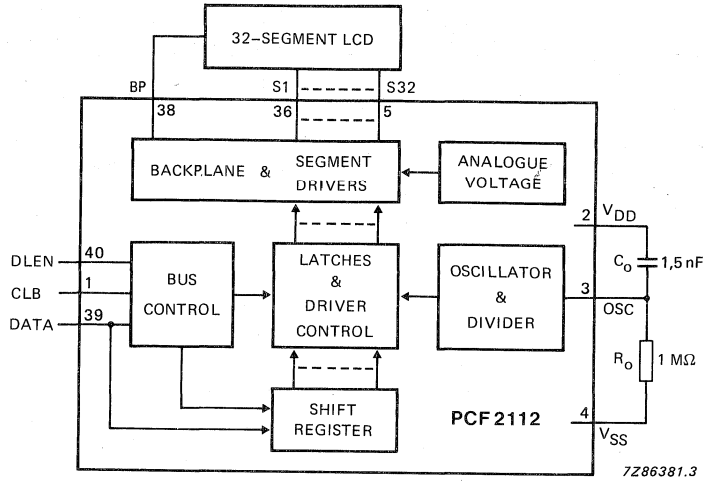 32–SEGMENT LCD
BP
S1
S32
38
36
5
BACKPLANE & SEGMENT DRIVERS
ANALOGUE VOLTAGE
2
VDD
Co
1,5 nF
DLEN
40
CLB
1
DATA
39
BUS CONTROL
LATCHES & DRIVER CONTROL
OSCILLATOR & DIVIDER
3
OSC
Ro
1 MΩ
SHIFT REGISTER
PCF2112
4
VSS
7Z86381.3